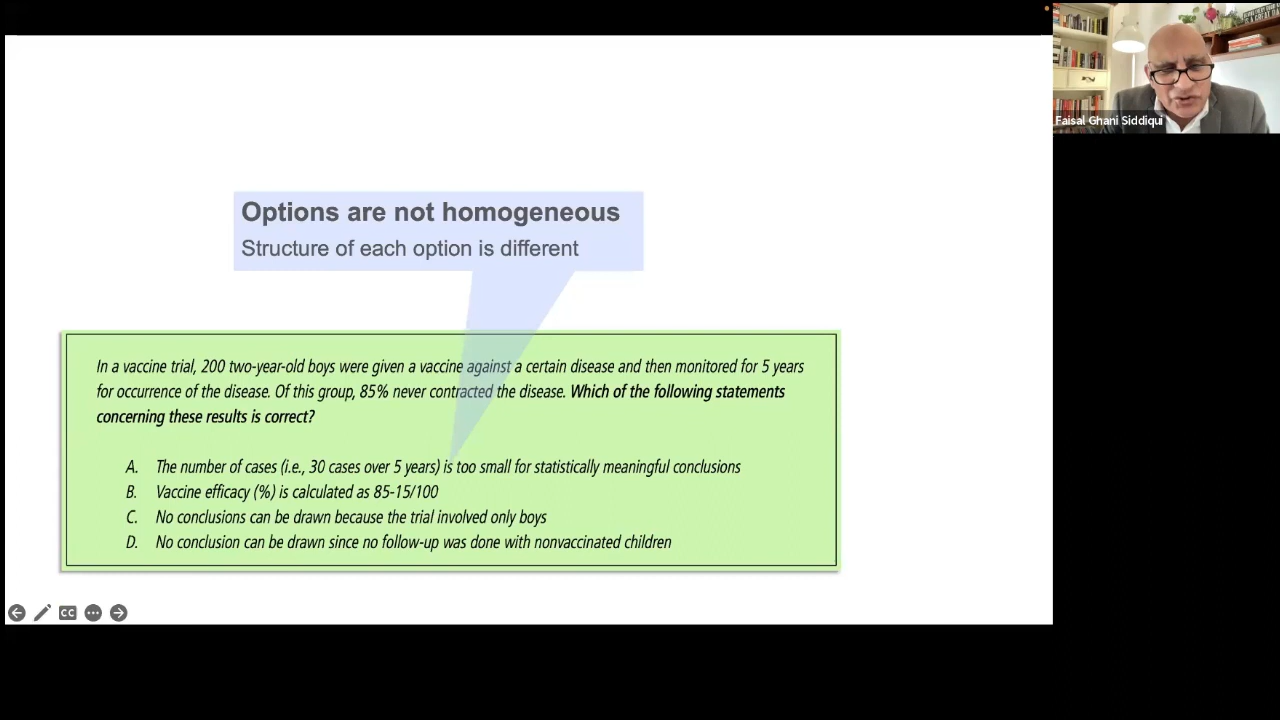 Faisal Ghani Siddiqui
Options are not homogeneous
Structure of each option is different
In a vaccine trial, 200 two-year-old boys were given a vaccine against a certain disease and then monitored for 5 years
for occurrence of the disease. Of this group, 85% never contracted the disease. Which of the following statements
concerning these results is correct?
A. The number of cases (i.e., 30 cases over 5 years) is too small for statistically meaningful conclusions
B. Vaccine efficacy (%) is calculated as 85-15/100
C. No conclusions can be drawn because the trial involved only boys
D. No conclusion can be drawn since no follow-up was done with nonvaccinated children
CC